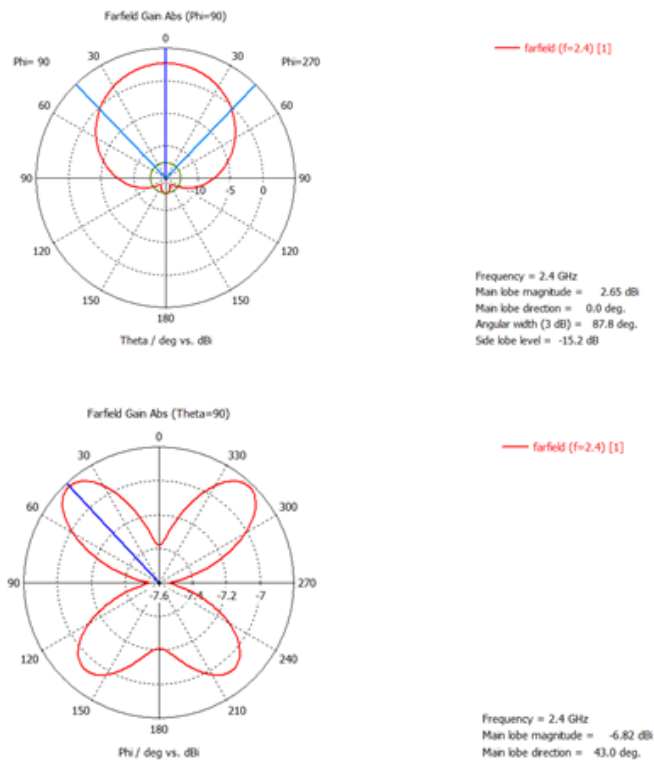 Farfield Gain Abs (Phi=90)
0
30
30
Phi= 90
Phi=270
60
60
90
-10
-5
0
90
120
120
150
150
180
Theta / deg vs. dBi
farfield (f=2.4) [1]
Frequency = 2.4 GHz
Main lobe magnitude = 2.65 dBi
Main lobe direction = 0.0 deg.
Angular width (3 dB) = 87.8 deg.
Side lobe level = -15.2 dB
Farfield Gain Abs (Theta=90)
0
30
330
60
300
90
-7.6
-7.4
-7.2
-7
270
120
240
150
210
180
Phi / deg vs. dBi
farfield (f=2.4) [1]
Frequency = 2.4 GHz
Main lobe magnitude = -6.82 dBi
Main lobe direction = 43.0 deg.